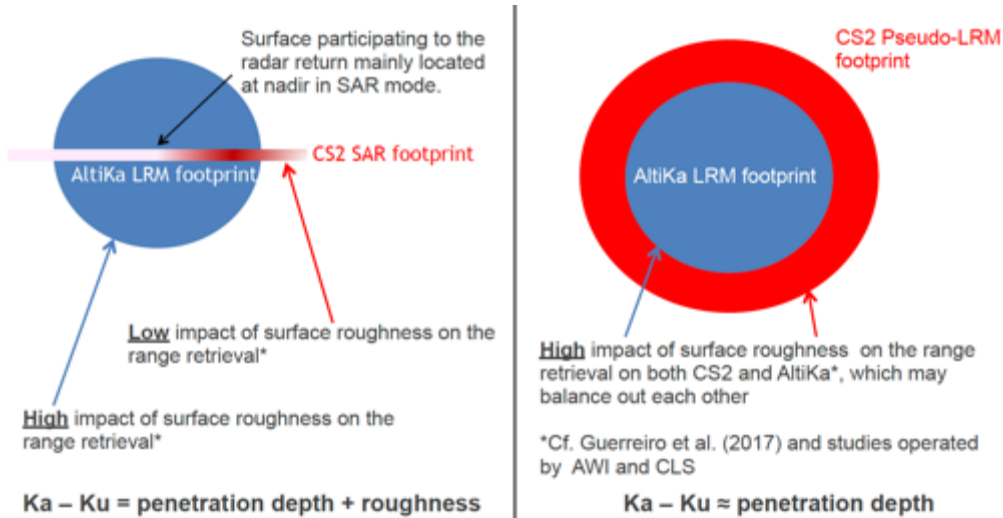 Surface participating to the
radar return mainly located
at nadir in SAR mode.
CS2 SAR footprint
AltiKa LRM footprint
Low impact of surface roughness on the
range retrieval*
High impact of surface roughness on the
range retrieval*
Ka – Ku = penetration depth + roughness
CS2 Pseudo-LRM
footprint
AltiKa LRM footprint
High impact of surface roughness  on the range
retrieval on both CS2 and AltiKa*, which may
balance out each other
*Cf. Guerreiro et al. (2017) and studies operated
by  AWI and CLS
Ka – Ku ≈ penetration depth